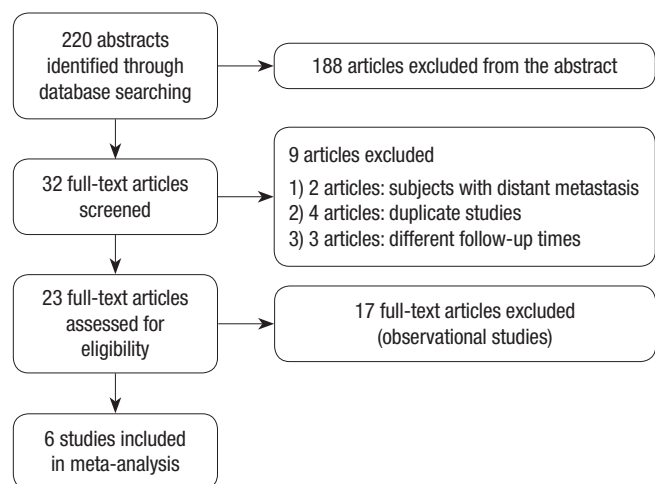 220 abstracts
identified through
database searching
188 articles excluded from the abstract
32 full-text articles
screened
9 articles excluded
1) 2 articles: subjects with distant metastasis
2) 4 articles: duplicate studies
3) 3 articles: different follow-up times
23 full-text articles
assessed for
eligibility
17 full-text articles excluded
(observational studies)
6 studies included
in meta-analysis